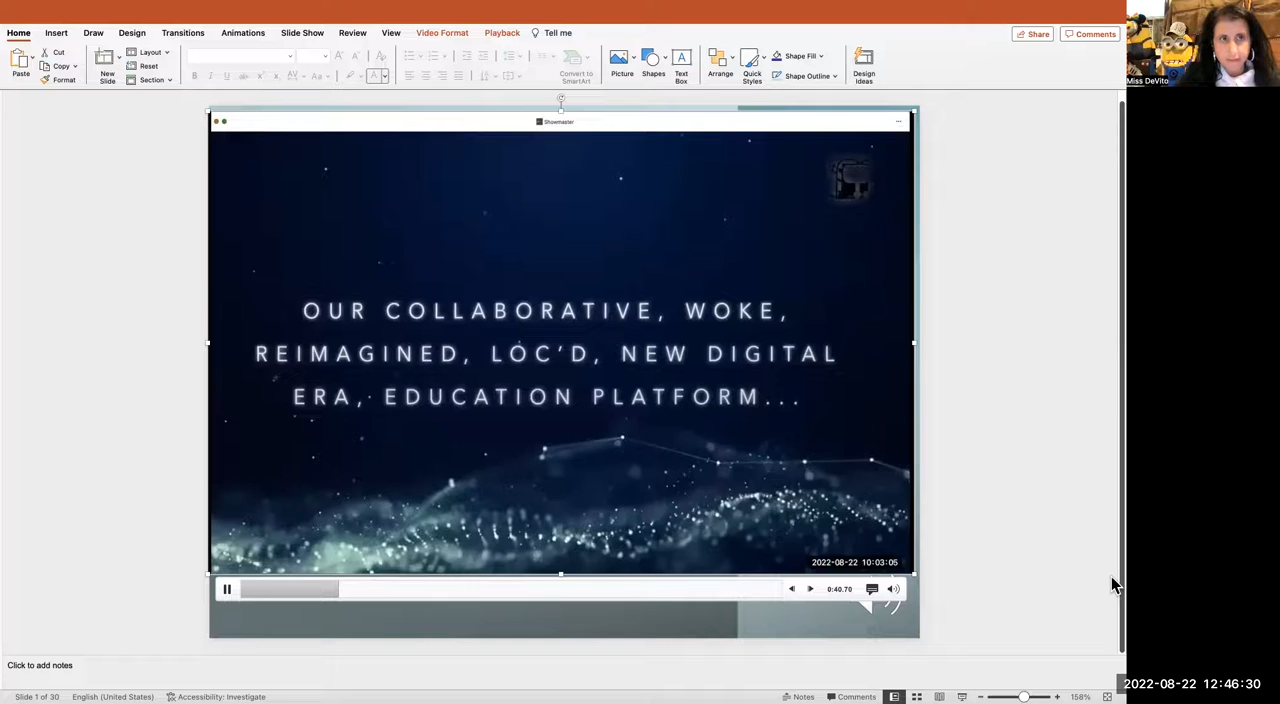 Home Insert Draw Design Transitions Animations Slide Show Review View Video Format Playback Tell me Share Comments
Paste
Cut
Copy
Format
New Slide
Layout
Reset
Section
Convert to SmartArt
Picture
Shapes
Text Box
Arrange
Quick Styles
Shape Fill
Shape Outline
Design Ideas
Miss DeVito
Showmaster
OUR COLLABORATIVE, WOKE,
REIMAGINED, LOC'D, NEW DIGITAL
ERA, EDUCATION PLATFORM...
2022-08-22 10:03:05
0:40.70
Click to add notes
2022-08-22 12:46:30
Slide 1 of 30 English (United States) Accessibility: Investigate Notes Comments 158%